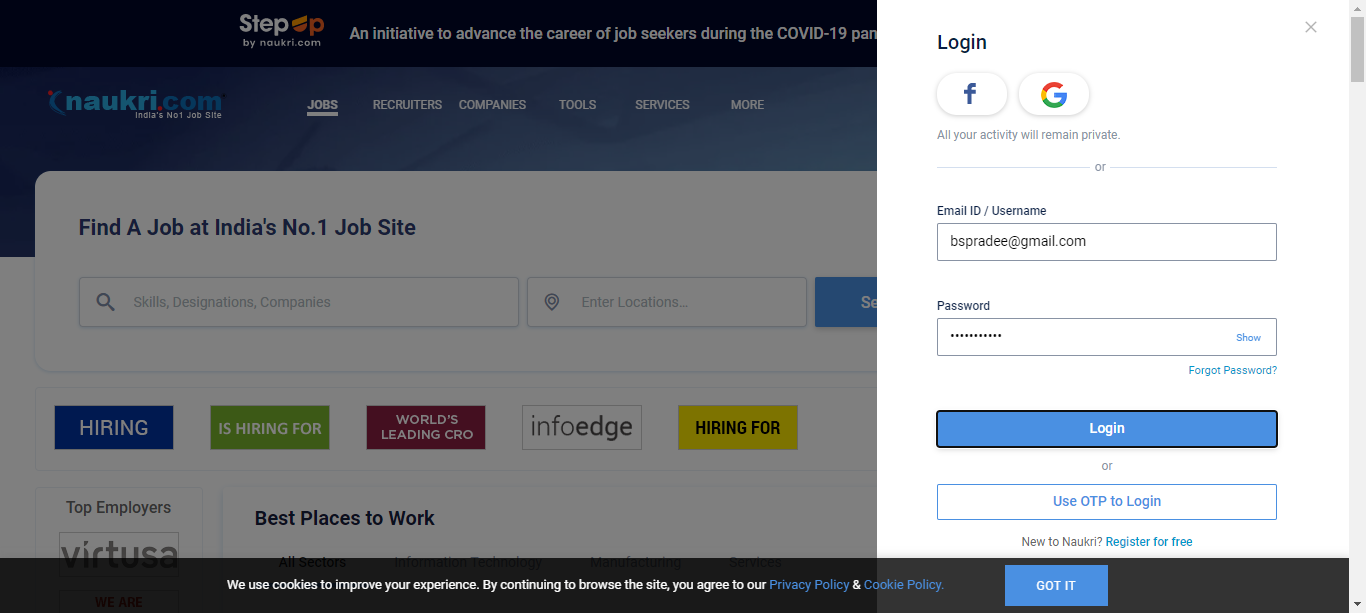 StepUp
by naukri.com
An initiative to advance the career of job seekers during the COVID-19 pan
naukri.com
India's No1 Job Site
JOBS
RECRUITERS
COMPANIES
TOOLS
SERVICES
MORE
Find A Job at India's No.1 Job Site
Skills, Designations, Companies
Enter Locations...
Se
HIRING
IS HIRING FOR
WORLD'S
LEADING CRO
infoedge
HIRING FOR
Top Employers
virtusa
WE ARE
Best Places to Work
All Sectors
Information Technology
Manufacturing
Services
Login
f
G
All your activity will remain private.
or
Email ID / Username
bspradee@gmail.com
Password
•••••••••••
Show
Forgot Password?
Login
or
Use OTP to Login
New to Naukri? Register for free
We use cookies to improve your experience. By continuing to browse the site, you agree to our Privacy Policy & Cookie Policy.
GOT IT